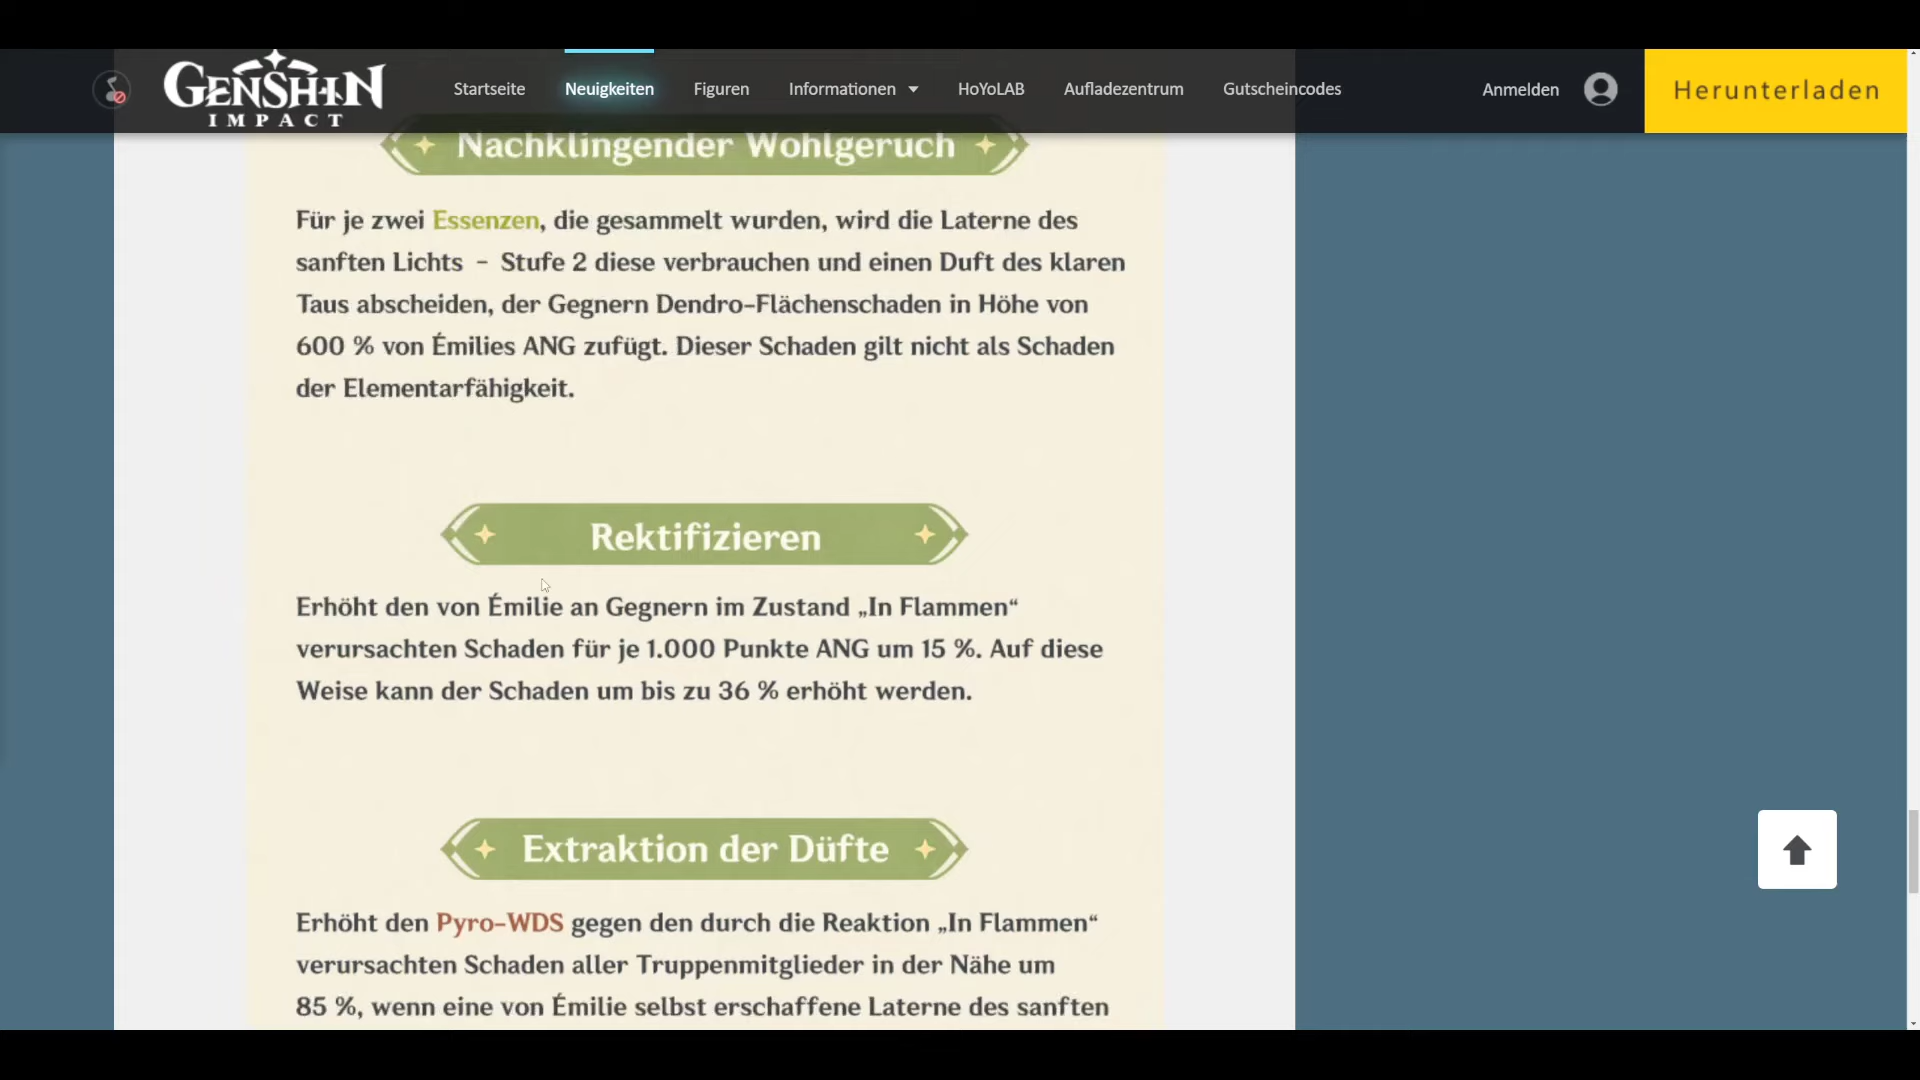 GENSHIN
IMPACT
Startseite
Neuigkeiten
Figuren
Informationen
HoYoLAB
Aufladezentrum
Gutscheincodes
Anmelden
Herunterladen
Nachklingender Wohlgeruch
Für je zwei Essenzen, die gesammelt wurden, wird die Laterne des
sanften Lichts - Stufe 2 diese verbrauchen und einen Duft des klaren
Taus abscheiden, der Gegnern Dendro-Flächenschaden in Höhe von
600 % von Émilies ANG zufügt. Dieser Schaden gilt nicht als Schaden
der Elementarfähigkeit.
Rektifizieren
Erhöht den von Émilie an Gegnern im Zustand „In Flammen“
verursachten Schaden für je 1.000 Punkte ANG um 15 %. Auf diese
Weise kann der Schaden um bis zu 36 % erhöht werden.
Extraktion der Düfte
Erhöht den Pyro-WDS gegen den durch die Reaktion „In Flammen“
verursachten Schaden aller Truppenmitglieder in der Nähe um
85 %, wenn eine von Émilie selbst erschaffene Laterne des sanften